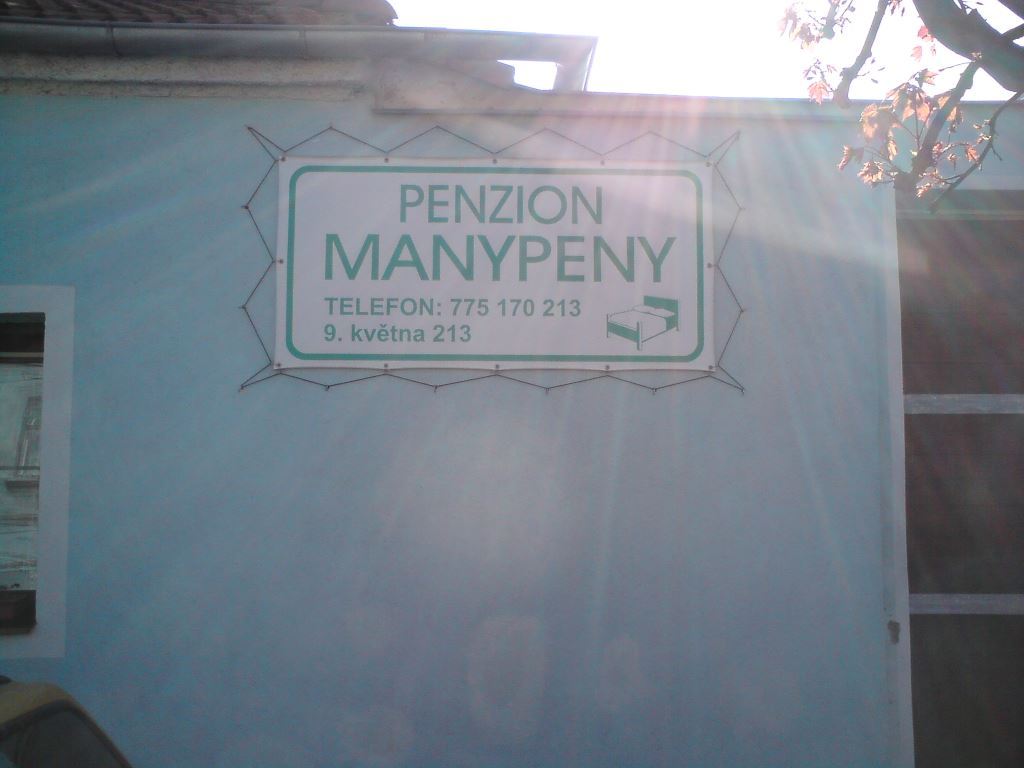 PENZION
MANYPENY
TELEFON: 775 170 213
9. května 213